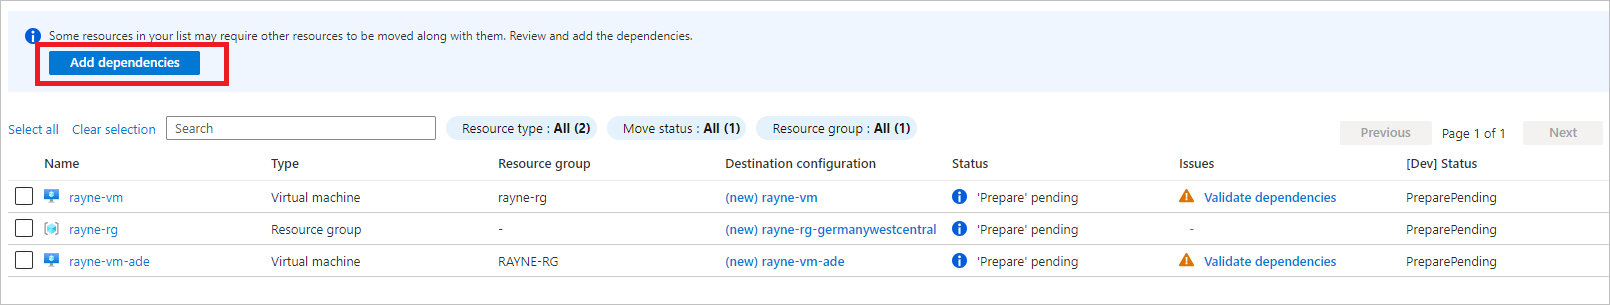 Some resources in your list may require other resources to be moved along with them. Review and add the dependencies.
Add dependencies
Select all Clear selection Search Resource type : All (2) Move status : All (1) Resource group : All (1) Previous Page 1 of 1 Next
Name Type Resource group Destination configuration Status Issues [Dev] Status
rayne-vm Virtual machine rayne-rg (new) rayne-vm 'Prepare' pending Validate dependencies PreparePending
rayne-rg Resource group - (new) rayne-rg-germanywestcentral 'Prepare' pending - PreparePending
rayne-vm-ade Virtual machine RAYNE-RG (new) rayne-vm-ade 'Prepare' pending Validate dependencies PreparePending